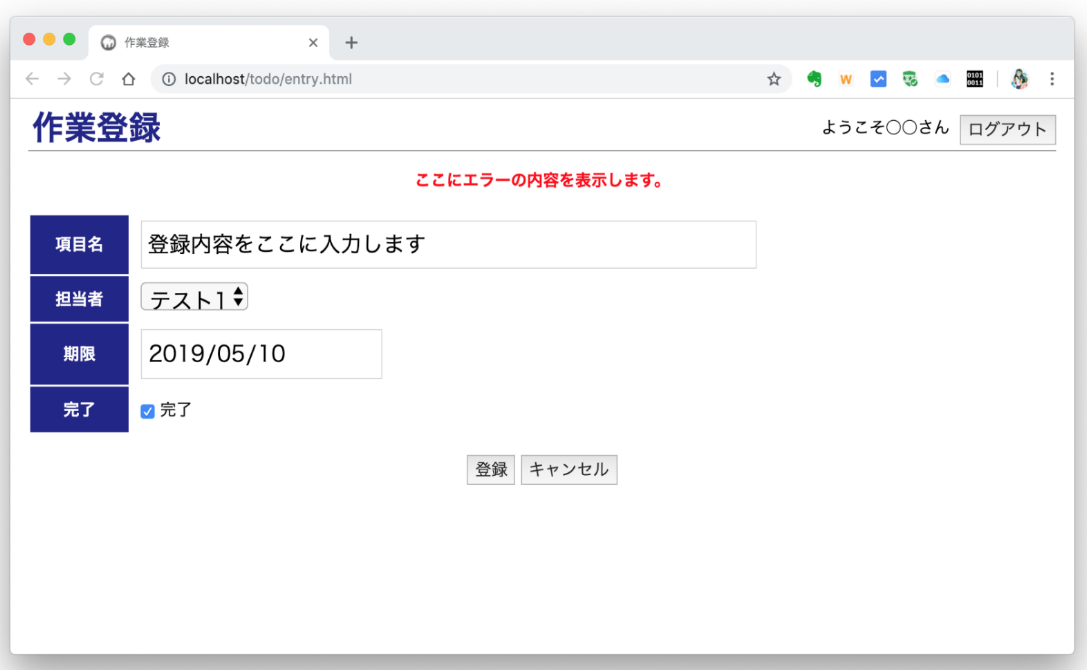 作業登録
localhost/todo/entry.html
W
0101
0011
作業登録
ようこそ〇〇さん ログアウト
ここにエラーの内容を表示します。
項目名 登録内容をここに入力します
担当者 テスト1
期限 2019/05/10
完了 完了
登録 キャンセル